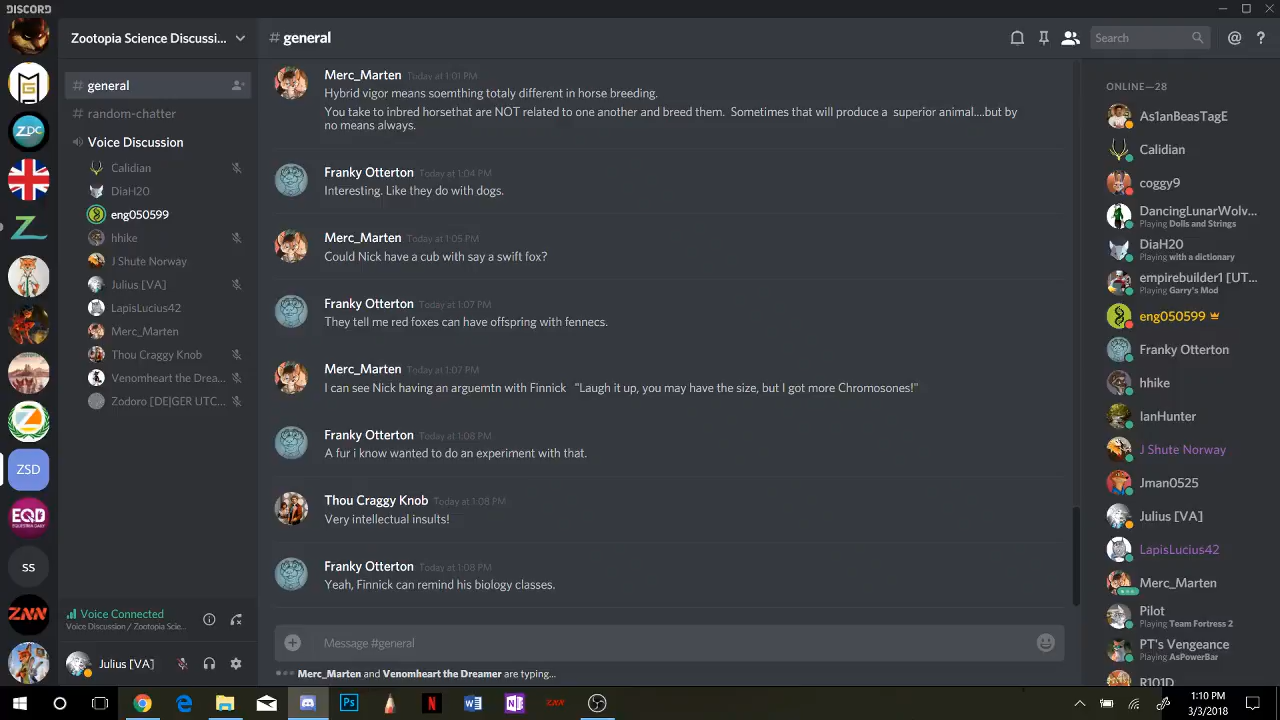 DISCORD
Zootopia Science Discussi...
# general
Search
@
?
# general
# random-chatter
Voice Discussion
Calidian
DiaH20
eng050599
hhike
J Shute Norway
Julius [VA]
LapisLucius42
Merc_Marten
Thou Craggy Knob
Venomheart the Drea...
Zodoro [DE|GER UTC...
Voice Connected
Voice Discussion / Zootopia Scie...
Julius [VA]
ZDC
ZSD
EQD
EQUESTRIA DAILY
ss
ZNN
Merc_Marten Today at 1:01 PM
Hybrid vigor means soemthing totaly different in horse breeding.
You take to inbred horsethat are NOT related to one another and breed them.  Sometimes that will produce a  superior animal....but by
no means always.
Franky Otterton Today at 1:04 PM
Interesting. Like they do with dogs.
Merc_Marten Today at 1:05 PM
Could Nick have a cub with say a swift fox?
Franky Otterton Today at 1:07 PM
They tell me red foxes can have offspring with fennecs.
Merc_Marten Today at 1:07 PM
I can see Nick having an arguemtn with Finnick   "Laugh it up, you may have the size, but I got more Chromosones!"
Franky Otterton Today at 1:08 PM
A fur i know wanted to do an experiment with that.
Thou Craggy Knob Today at 1:08 PM
Very intellectual insults!
Franky Otterton Today at 1:08 PM
Yeah, Finnick can remind his biology classes.
Message #general
Merc_Marten and Venomheart the Dreamer are typing...
ONLINE—28
As1anBeasTagE
Calidian
coggy9
DancingLunarWolv...
Playing Dolls and Strings
DiaH20
Playing with a dictionary
empirebuilder1 [UT...
Playing Garry's Mod
eng050599
Franky Otterton
hhike
IanHunter
J Shute Norway
Jman0525
Julius [VA]
LapisLucius42
Merc_Marten
Pilot
Playing Team Fortress 2
PT's Vengeance
Playing AsPowerBar
R101D
Ps
N
ZNN
1:10 PM
3/3/2018